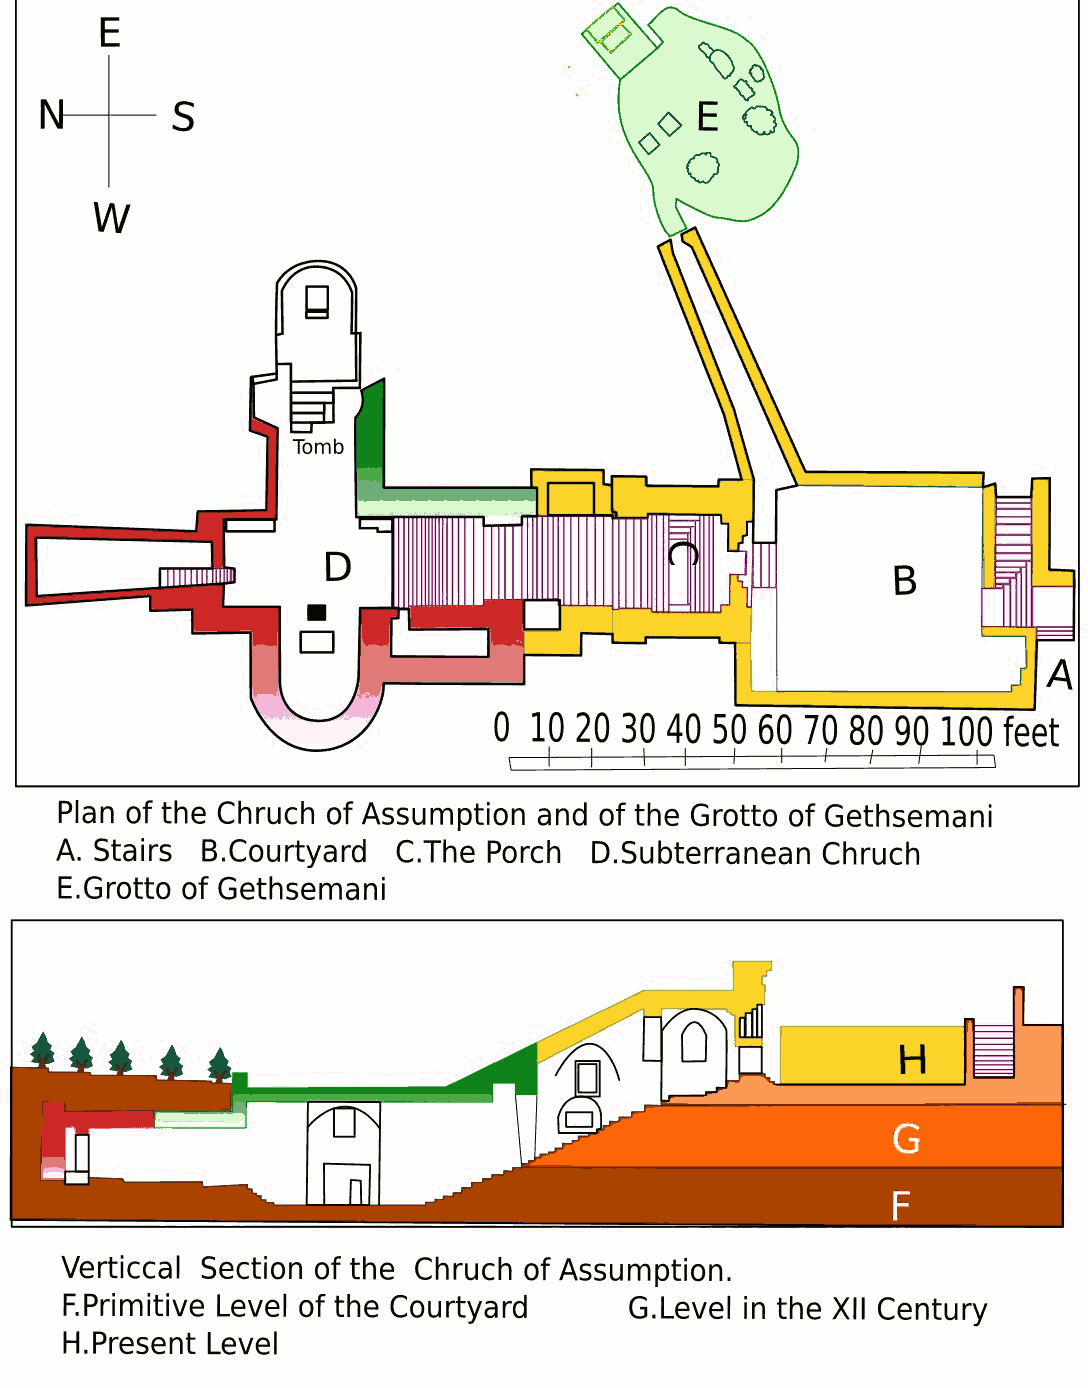 E
N S
W
E
Tomb
D
C
B
A
0 10 20 30 40 50 60 70 80 90 100 feet
Plan of the Chruch of Assumption and of the Grotto of Gethsemani
A. Stairs B.Courtyard C.The Porch D.Subterranean Chruch
E.Grotto of Gethsemani
H
G
F
Verticcal Section of the Chruch of Assumption.
F.Primitive Level of the Courtyard G.Level in the XII Century
H.Present Level